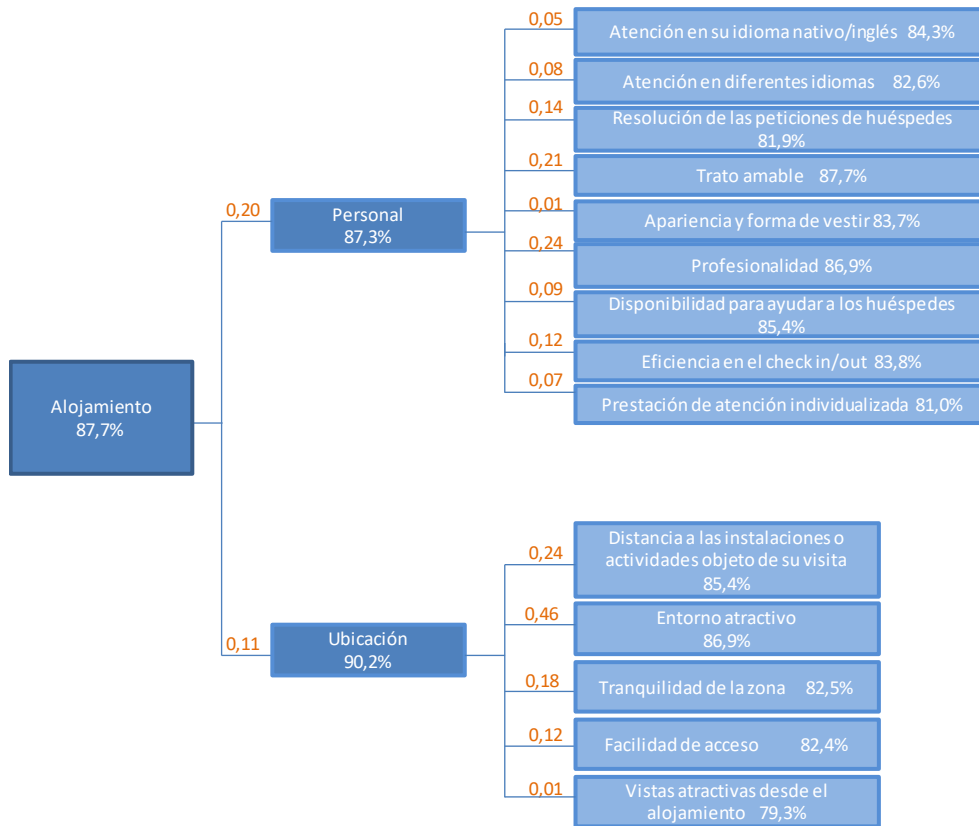 0,05
Atención en su idioma nativo/inglés 84,3%
0,08
Atención en diferentes idiomas 82,6%
0,14
Resolución de las peticiones de huéspedes
81,9%
0,21
Trato amable 87,7%
0,20
Personal
87,3%
0,01
Apariencia y forma de vestir 83,7%
0,24
Profesionalidad 86,9%
0,09
Disponibilidad para ayudar a los huéspedes
85,4%
0,12
Eficiencia en el check in/out 83,8%
0,07
Prestación de atención individualizada 81,0%
Alojamiento
87,7%
0,24
Distancia a las instalaciones o
actividades objeto de su visita
85,4%
0,46
Entorno atractivo
86,9%
0,11
Ubicación
90,2%
0,18
Tranquilidad de la zona 82,5%
0,12
Facilidad de acceso 82,4%
0,01
Vistas atractivas desde el
alojamiento 79,3%